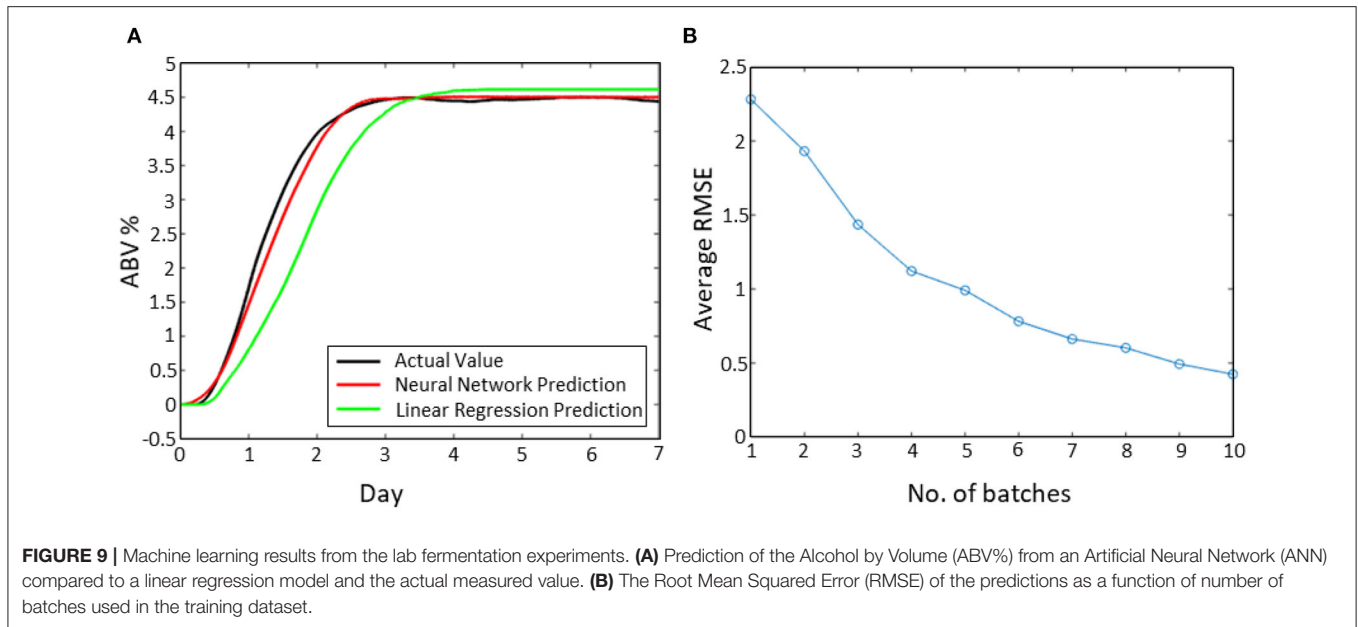 A
5
4.5
4
3.5
3
2.5
2
1.5
1
0.5
0
-0.5
ABV %
Actual Value
Neural Network Prediction
Linear Regression Prediction
0 1 2 3 4 5 6 7
Day
B
2.5
2
1.5
1
0.5
0
Average RMSE
1 2 3 4 5 6 7 8 9 10
No. of batches
FIGURE 9 | Machine learning results from the lab fermentation experiments. (A) Prediction of the Alcohol by Volume (ABV%) from an Artificial Neural Network (ANN)
compared to a linear regression model and the actual measured value. (B) The Root Mean Squared Error (RMSE) of the predictions as a function of number of
batches used in the training dataset.